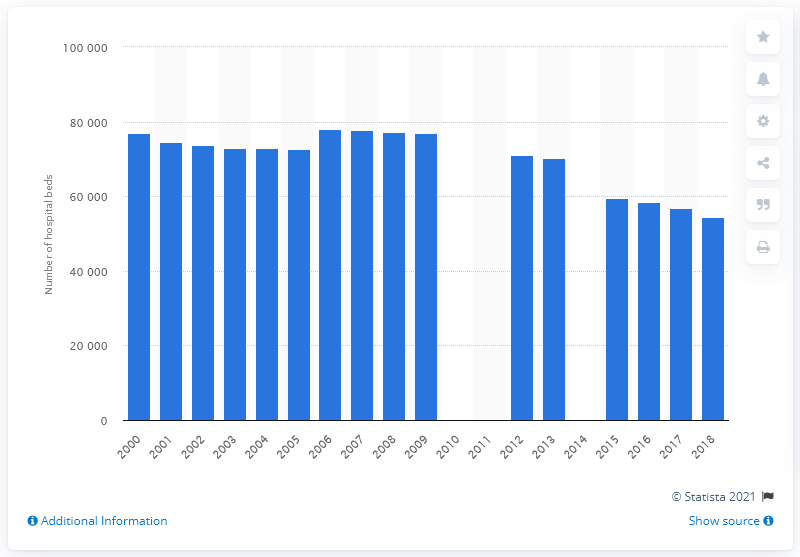 100 000
80 000
60 000
40 000
20 000
0
Number of hospital beds
2000 2001 2002 2003 2004 2005 2006 2007 2008 2009 2010 2011 2012 2013 2014 2015 2016 2017 2018
© Statista 2021
Additional Information
Show source